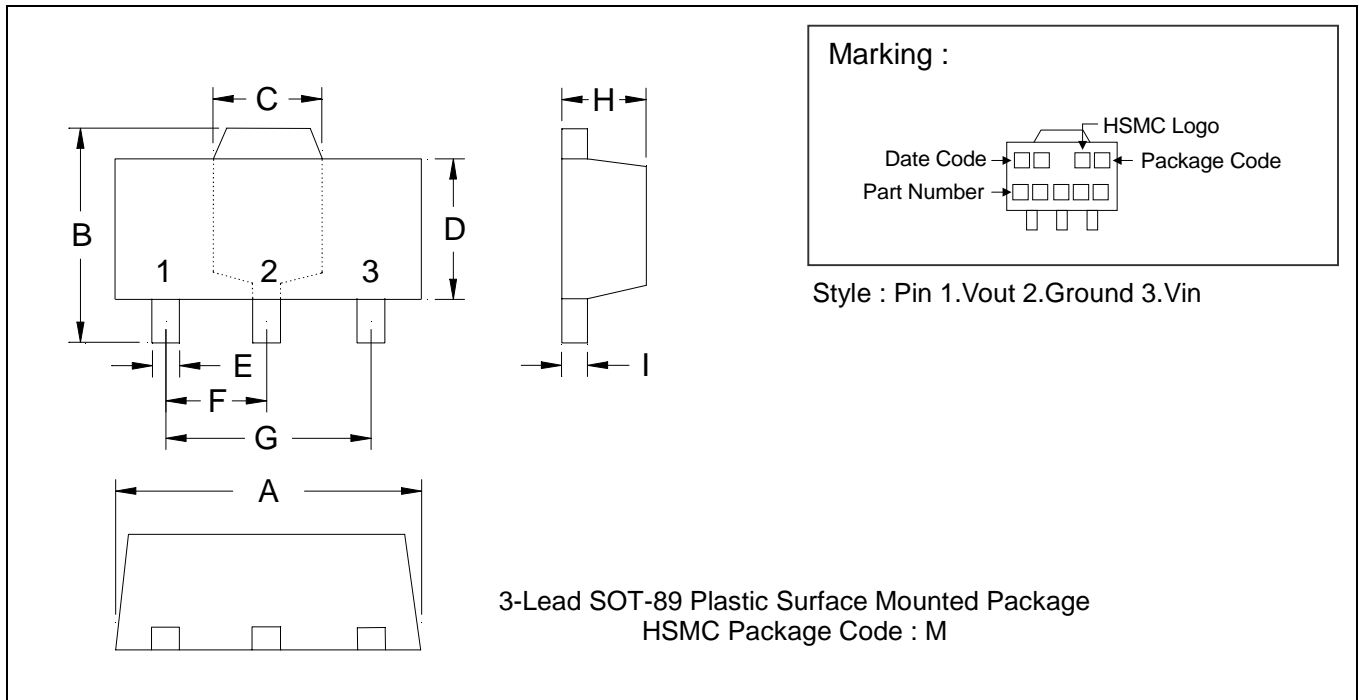 Marking :
HSMC Logo
Date Code
Package Code
Part Number
Style : Pin 1.Vout 2.Ground 3.Vin
C
H
B
D
1 2 3
E
I
F
G
A
3-Lead SOT-89 Plastic Surface Mounted Package
HSMC Package Code : M